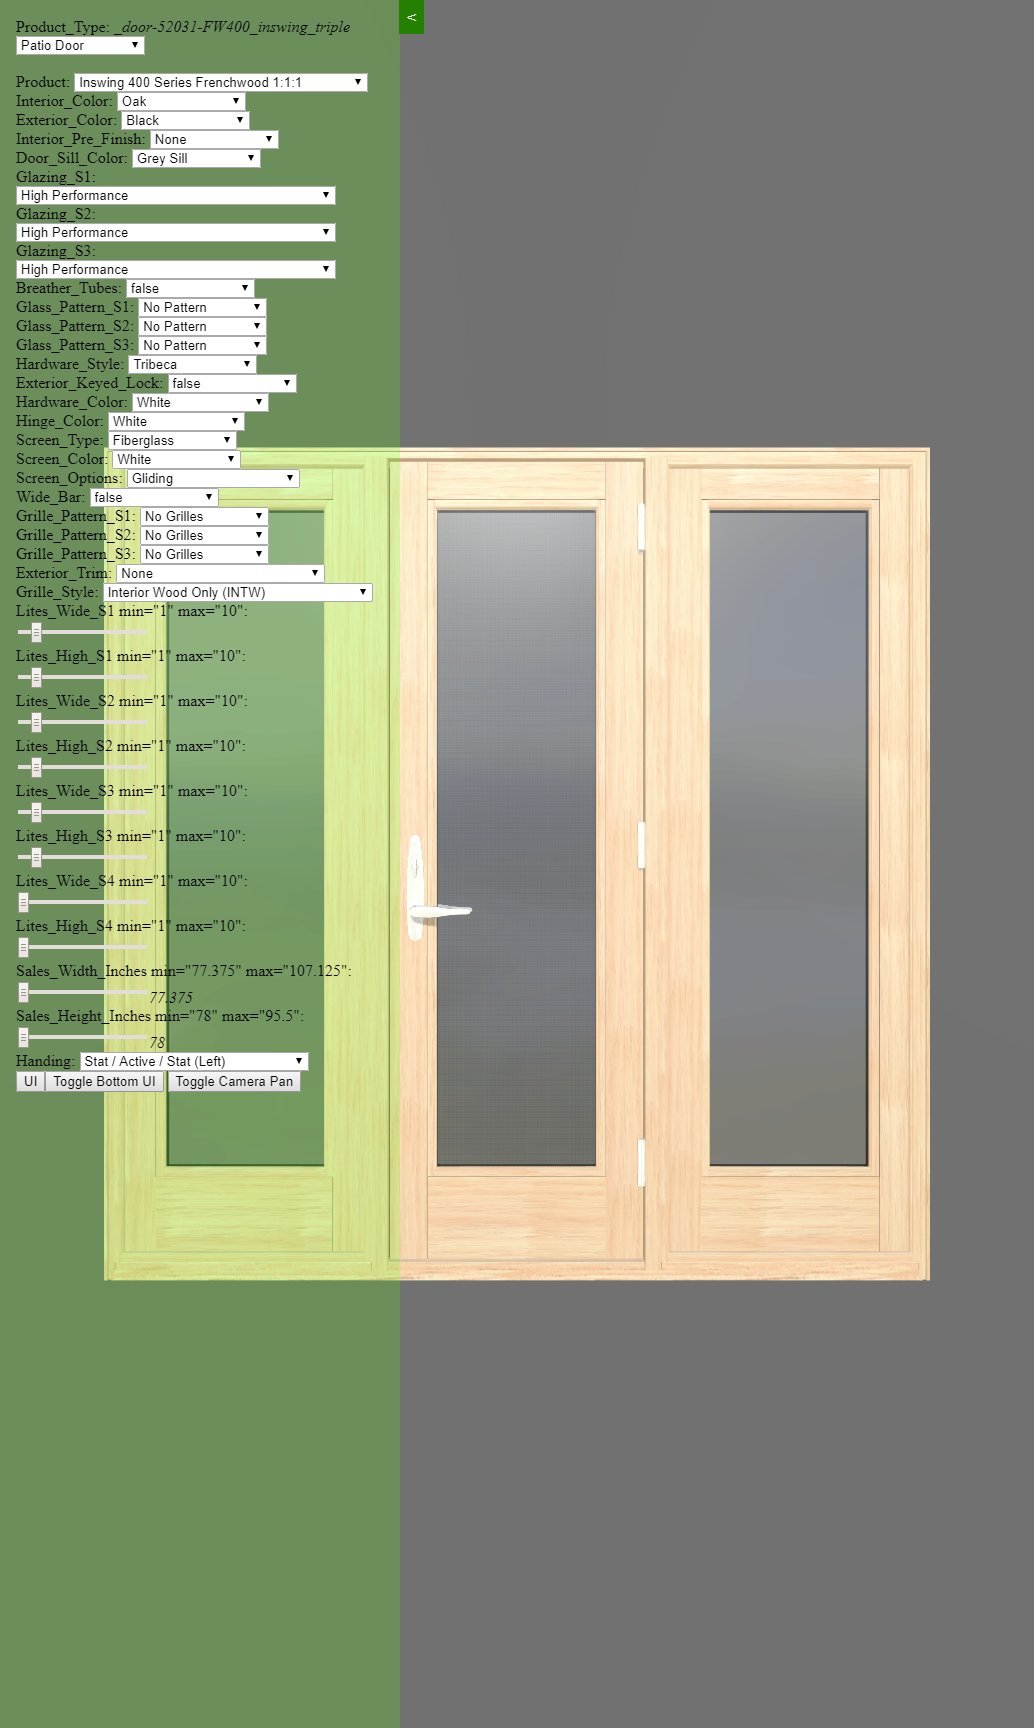 Product_Type: _door-52031-FW400_inswing_triple
<
Patio Door
Product: Inswing 400 Series Frenchwood 1:1:1
Interior_Color: Oak
Exterior_Color: Black
Interior_Pre_Finish: None
Door_Sill_Color: Grey Sill
Glazing_S1:
High Performance
Glazing_S2:
High Performance
Glazing_S3:
High Performance
Breather_Tubes: false
Glass_Pattern_S1: No Pattern
Glass_Pattern_S2: No Pattern
Glass_Pattern_S3: No Pattern
Hardware_Style: Tribeca
Exterior_Keyed_Lock: false
Hardware_Color: White
Hinge_Color: White
Screen_Type: Fiberglass
Screen_Color: White
Screen_Options: Gliding
Wide_Bar: false
Grille_Pattern_S1: No Grilles
Grille_Pattern_S2: No Grilles
Grille_Pattern_S3: No Grilles
Exterior_Trim: None
Grille_Style: Interior Wood Only (INTW)
Lites_Wide_S1 min="1" max="10":
Lites_High_S1 min="1" max="10":
Lites_Wide_S2 min="1" max="10":
Lites_High_S2 min="1" max="10":
Lites_Wide_S3 min="1" max="10":
Lites_High_S3 min="1" max="10":
Lites_Wide_S4 min="1" max="10":
Lites_High_S4 min="1" max="10":
Sales_Width_Inches min="77.375" max="107.125":
77.375
Sales_Height_Inches min="78" max="95.5":
78
Handing: Stat / Active / Stat (Left)
UI Toggle Bottom UI Toggle Camera Pan